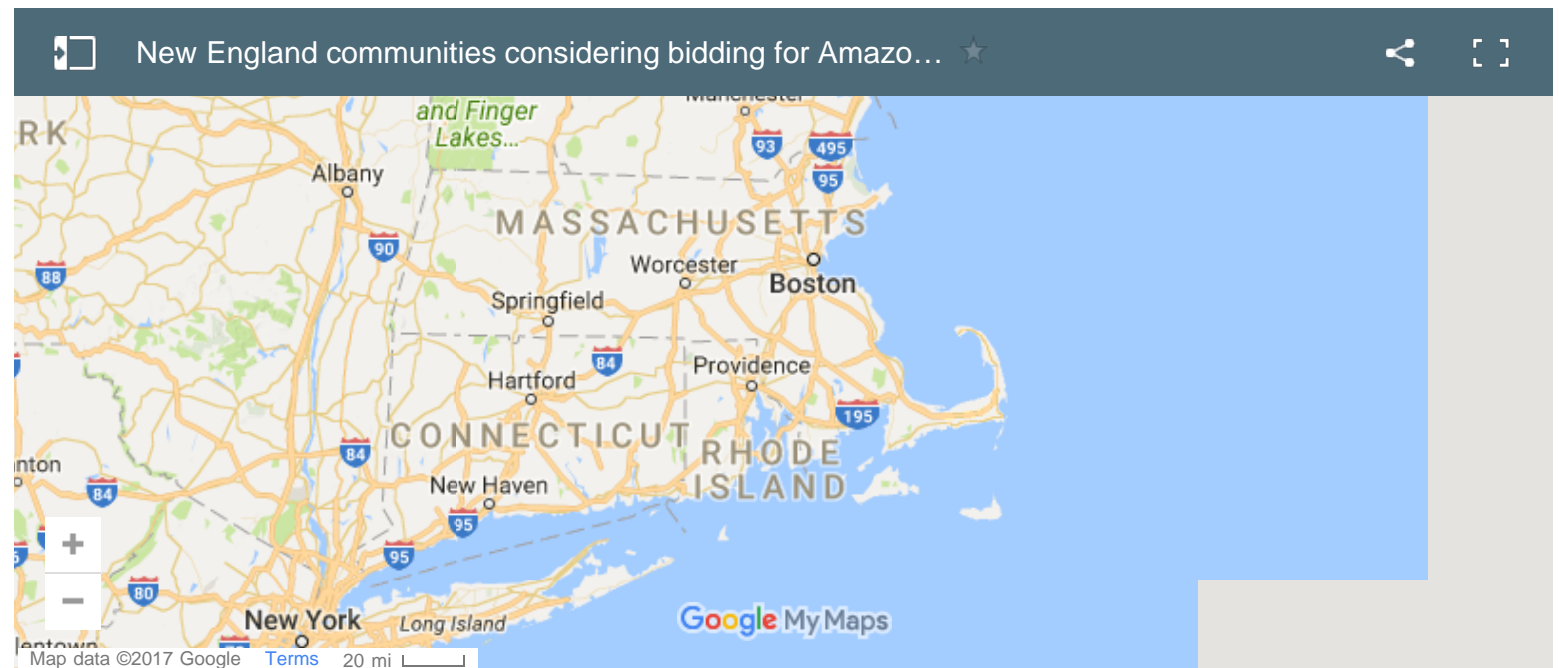 New England communities considering bidding for Amazo…
and Finger
Lakes...
Manchester
RK
93
495
95
Albany
MASSACHUSETTS
90
Worcester
88
Boston
Springfield
84
Providence
Hartford
195
CONNECTICUT
RHODE
ISLAND
84
nton
84
New Haven
95
95
80
New York
Long Island
Google My Maps
lentown
Map data ©2017 Google Terms 20 mi